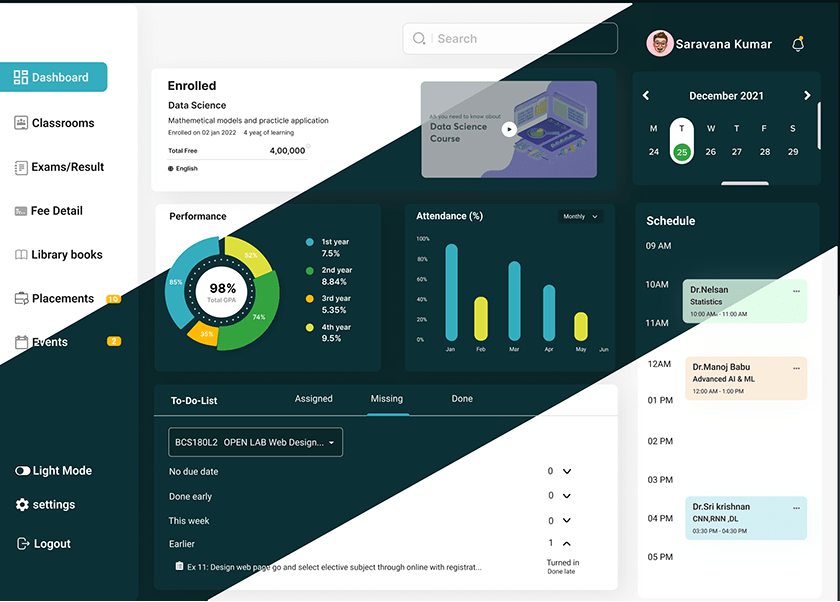 Search
Saravana Kumar
Dashboard
Classrooms
Exams/Result
Fee Detail
Library books
Placements 10
Events 2
Light Mode
settings
Logout
Enrolled
Data Science
Mathemetical models and practicle application
Enrolled on 02 jan 2022 4 year of learning
Total Free 4,00,000
English
All you need to know about
Data Science
Course
Performance
85%
52%
74%
36%
98%
Total GPA
1st year
7.5%
2nd year
8.84%
3rd year
5.35%
4th year
9.5%
Attendance (%)
Monthly
100%
80%
60%
40%
20%
0%
Jan Feb Mar Apr May Jun
To-Do-List Assigned Missing Done
BCS180L2 OPEN LAB Web Design...
No due date 0
Done early 0
This week 0
Earlier 1
Ex 11: Design web page go and select elective subject through online with registrat...
Turned in
Done late
December 2021
M T W T F S
24 25 26 27 28 29
Schedule
09 AM
10AM
Dr.Nelsan
Statistics
10:00 AM - 11:00 AM
11AM
12AM
Dr.Manoj Babu
Advanced AI & ML
12:00 AM - 1:00 PM
01 PM
02 PM
03 PM
Dr.Sri krishnan
CNN,RNN ,DL
03:30 PM - 04:30 PM
04 PM
05 PM